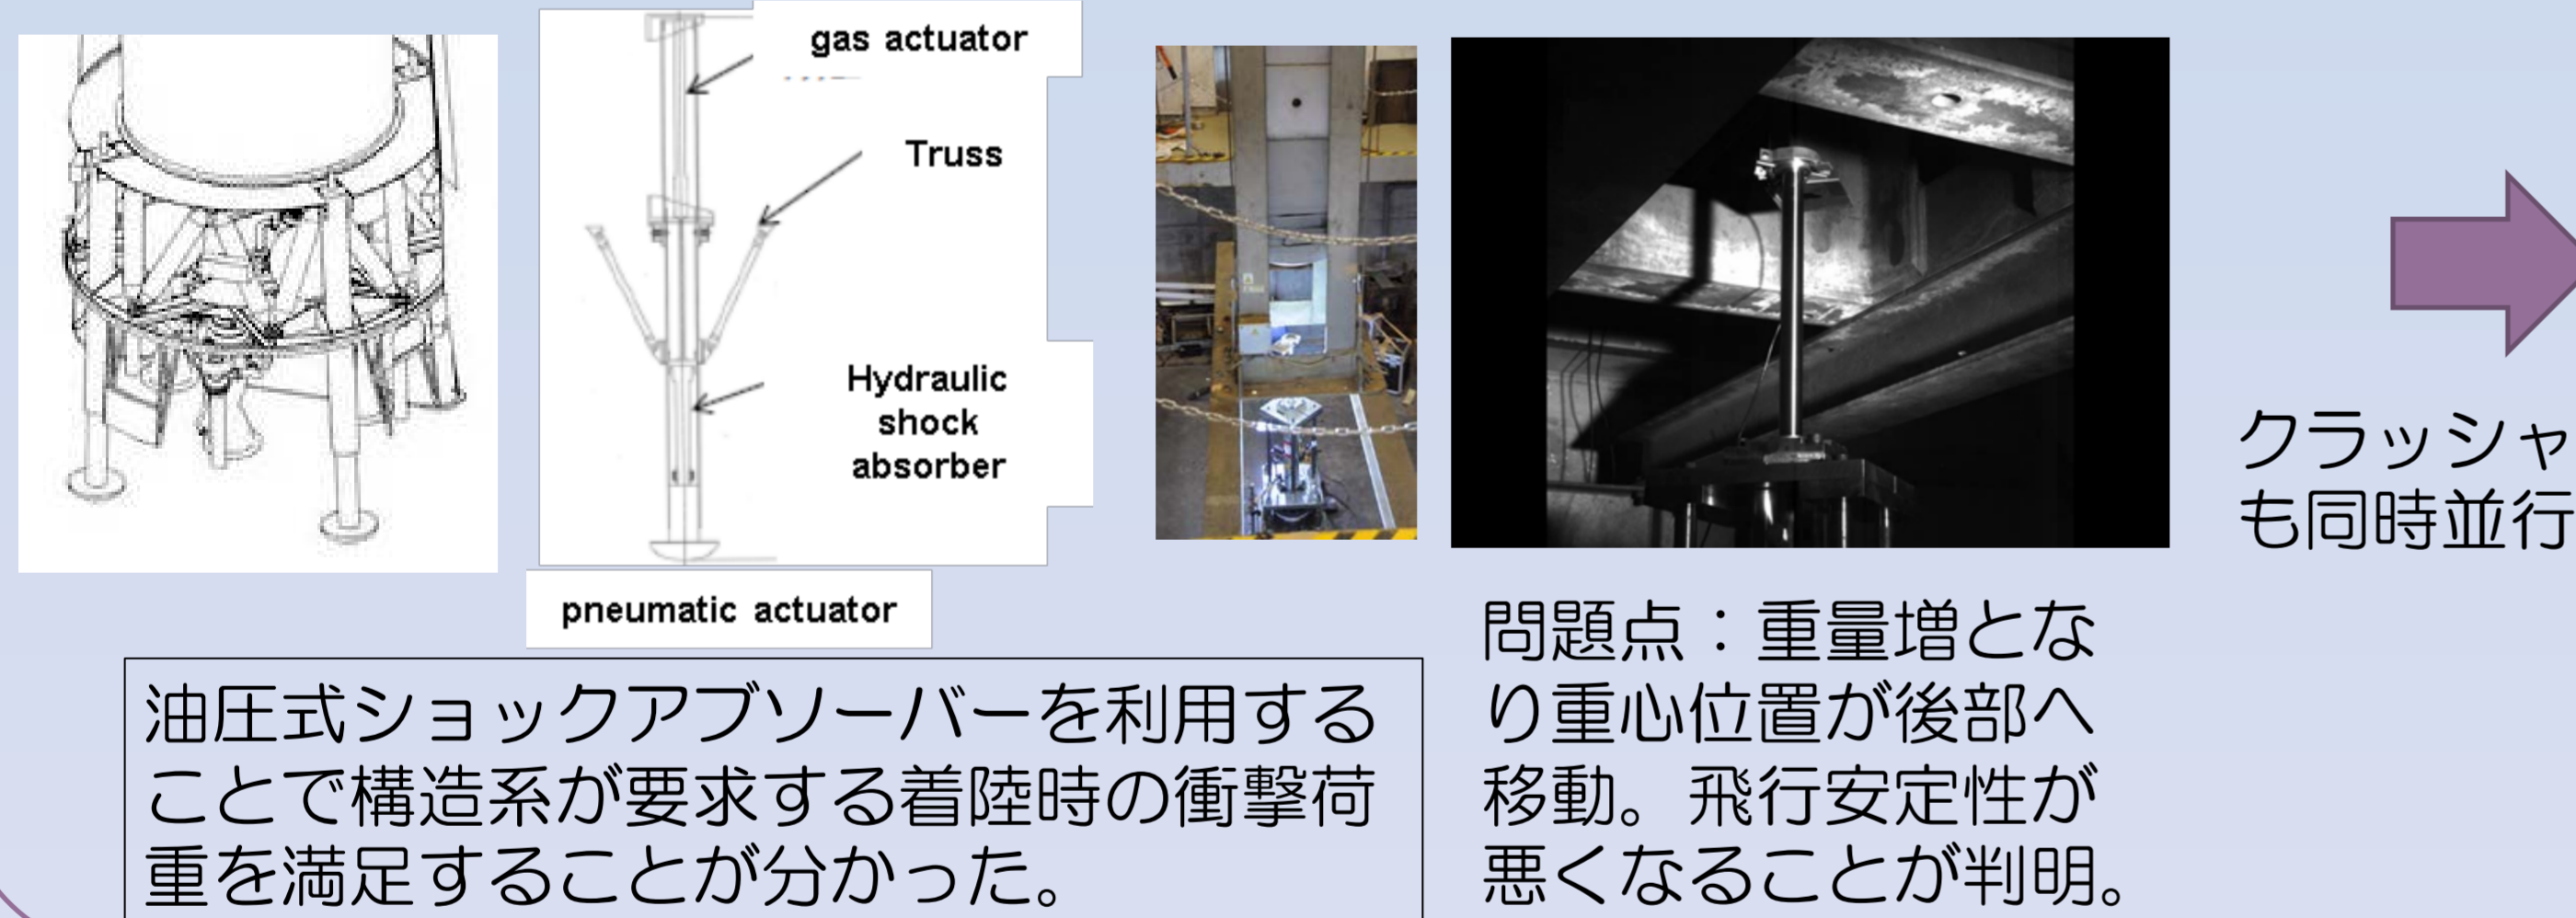 gas actuator
Truss
Hydraulic
shock
absorber
pneumatic actuator
クラッシャ
も同時並行
油圧式ショックアブソーバーを利用する
ことで構造系が要求する着陸時の衝撃荷
重を満足することが分かった。
問題点：重量増とな
り重心位置が後部へ
移動。飛行安定性が
悪くなることが判明。